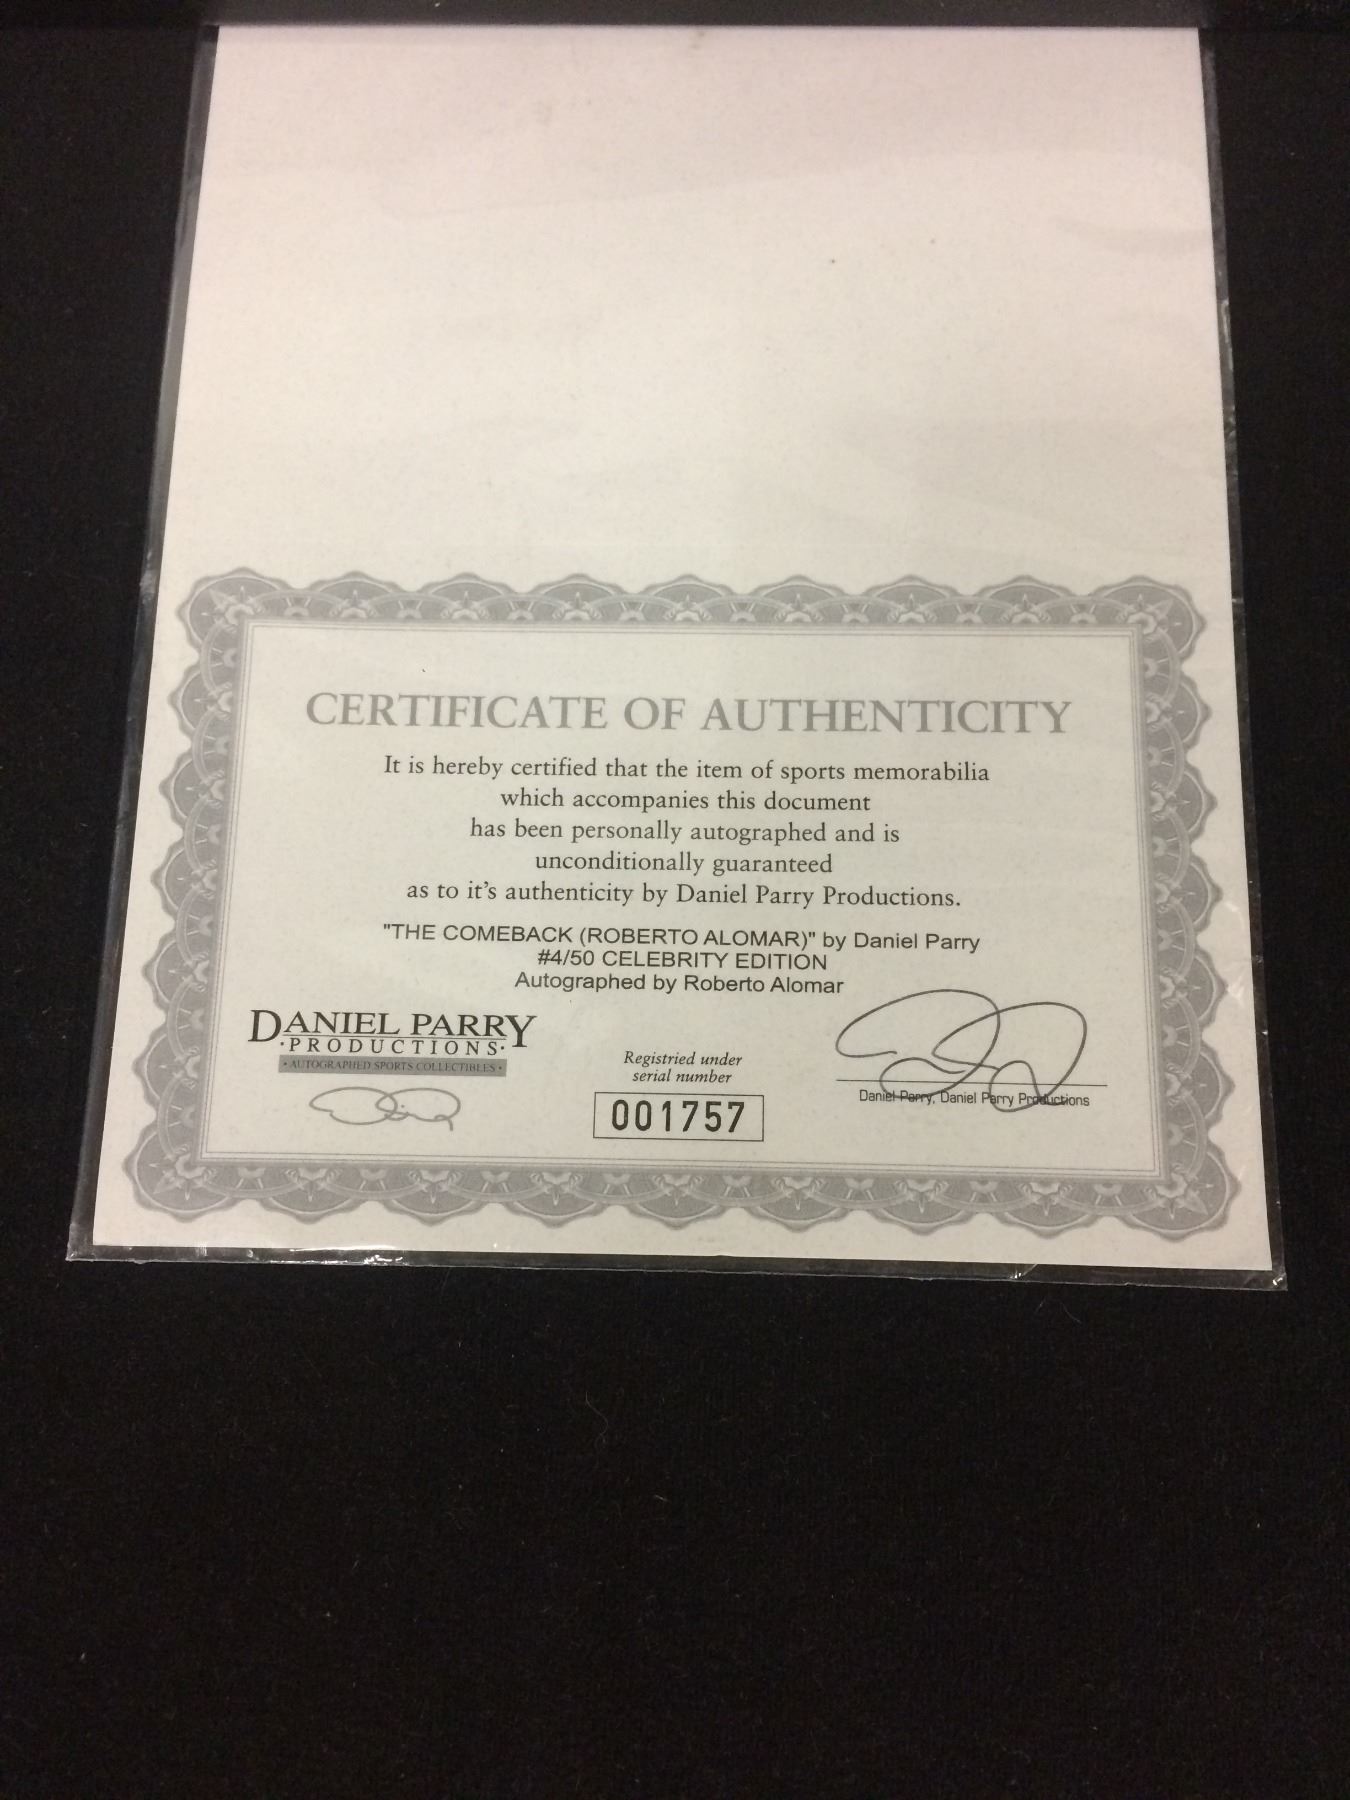 CERTIFICATE OF AUTHENTICITY
It is hereby certified that the item of sports memorabilia
which accompanies this document
has been personally autographed and is
unconditionally guaranteed
as to it's authenticity by Daniel Parry Productions.
"THE COMEBACK (ROBERTO ALOMAR)" by Daniel Parry
#4/50 CELEBRITY EDITION
Autographed by Roberto Alomar
DANIEL PARRY
·PRODUCTIONS·
• AUTOGRAPHED SPORTS COLLECTIBLES •
Registried under
serial number
001757
Daniel Parry, Daniel Parry Productions